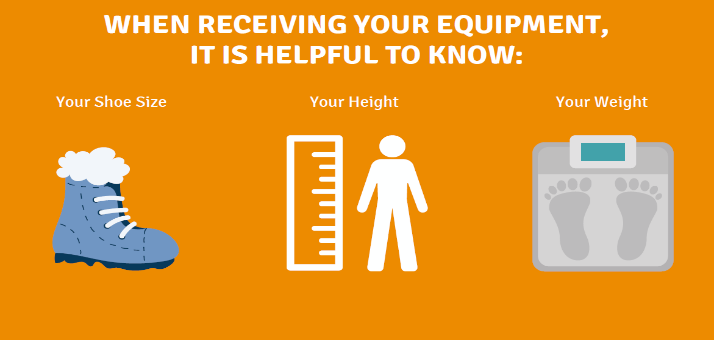 WHEN RECEIVING YOUR EQUIPMENT,
IT IS HELPFUL TO KNOW:
Your Shoe Size
Your Height
Your Weight